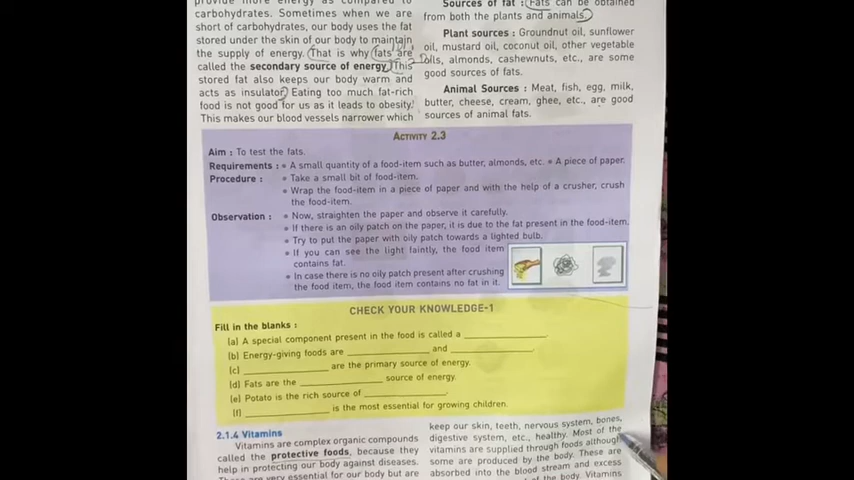 provide more energy as compared to
carbohydrates. Sometimes when we are
short of carbohydrates, our body uses the fat
stored under the skin of our body to maintain
the supply of energy. That is why fats are
called the secondary source of energy. This
stored fat also keeps our body warm and
acts as insulator. Eating too much fat-rich
food is not good for us as it leads to obesity.
This makes our blood vessels narrower which
Sources of fat : Fats can be obtained
from both the plants and animals.
Plant sources : Groundnut oil, sunflower
oil, mustard oil, coconut oil, other vegetable
oils, almonds, cashewnuts, etc., are some
good sources of fats.
Animal Sources : Meat, fish, egg, milk,
butter, cheese, cream, ghee, etc., are good
sources of animal fats.
ACTIVITY 2.3
Aim : To test the fats.
Requirements : • A small quantity of a food-item such as butter, almonds, etc. • A piece of paper.
Procedure : • Take a small bit of food-item.
• Wrap the food-item in a piece of paper and with the help of a crusher, crush
the food-item.
Observation : • Now, straighten the paper and observe it carefully.
• If there is an oily patch on the paper, it is due to the fat present in the food-item.
• Try to put the paper with oily patch towards a lighted bulb.
• If you can see the light faintly, the food item
contains fat.
• In case there is no oily patch present after crushing
the food item, the food item contains no fat in it.
CHECK YOUR KNOWLEDGE-1
Fill in the blanks :
(a) A special component present in the food is called a ____________.
(b) Energy-giving foods are ____________ and ____________.
(c) ____________ are the primary source of energy.
(d) Fats are the ____________ source of energy.
(e) Potato is the rich source of ____________.
(f) ____________ is the most essential for growing children.
2.1.4 Vitamins
Vitamins are complex organic compounds
called the protective foods, because they
help in protecting our body against diseases.
These are very essential for our body but are
keep our skin, teeth, nervous system, bones,
digestive system, etc., healthy. Most of the
vitamins are supplied through foods although
some are produced by the body. These are
absorbed into the blood stream and excess
of the body. Vitamins